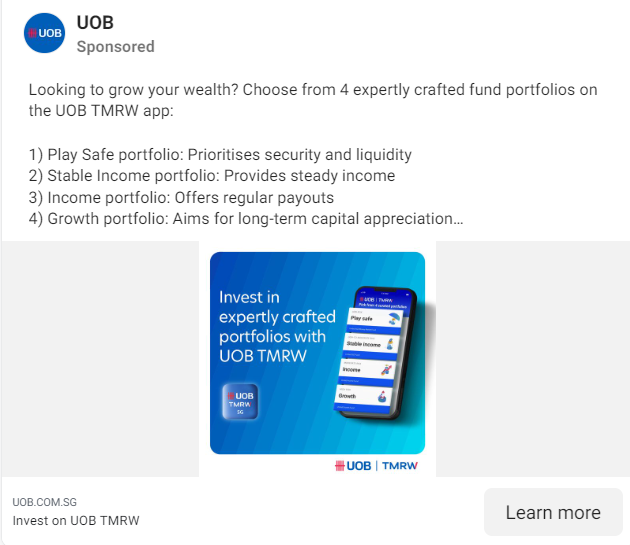 UOB
UOB
Sponsored
Looking to grow your wealth? Choose from 4 expertly crafted fund portfolios on
the UOB TMRW app:
1) Play Safe portfolio: Prioritises security and liquidity
2) Stable Income portfolio: Provides steady income
3) Income portfolio: Offers regular payouts
4) Growth portfolio: Aims for long-term capital appreciation...
Invest in
expertly crafted
portfolios with
UOB TMRW
UOB
TMRW
SG
UOB | TMRW
Play safe
Stable Income
Income
Growth
UOB | TMRW
UOB.COM.SG
Invest on UOB TMRW
Learn more